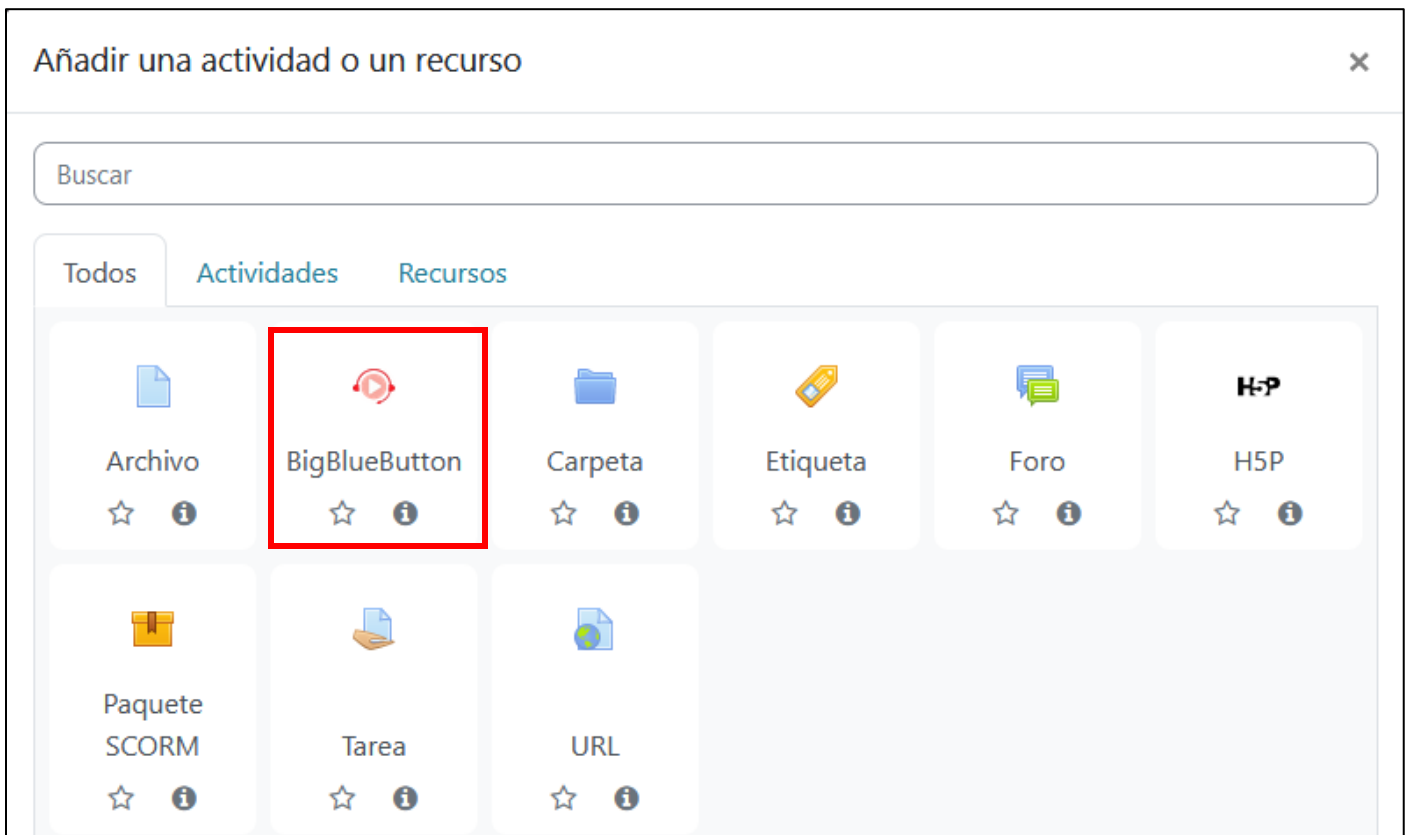 Añadir una actividad o un recurso
Buscar
Todos Actividades Recursos
Archivo BigBlueButton Carpeta Etiqueta Foro H5P
Paquete
SCORM Tarea URL